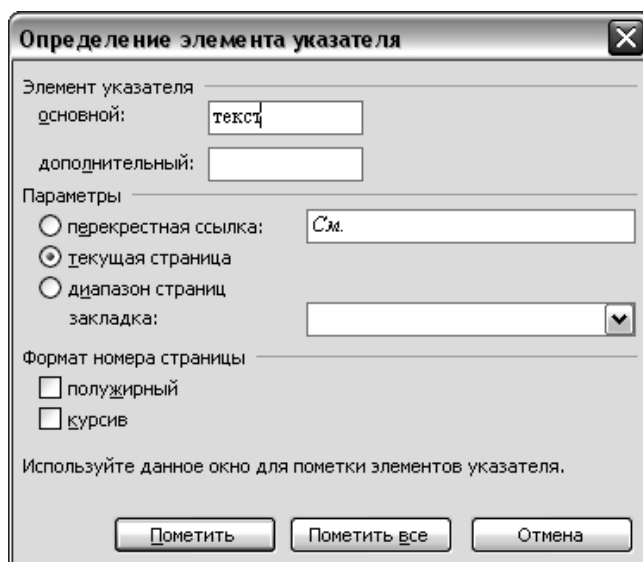 Определение элемента указателя
Элемент указателя
основной: текст
дополнительный:
Параметры
перекрестная ссылка: См.
текущая страница
диапазон страниц
закладка:
Формат номера страницы
полужирный
курсив
Используйте данное окно для пометки элементов указателя.
Пометить Пометить все Отмена